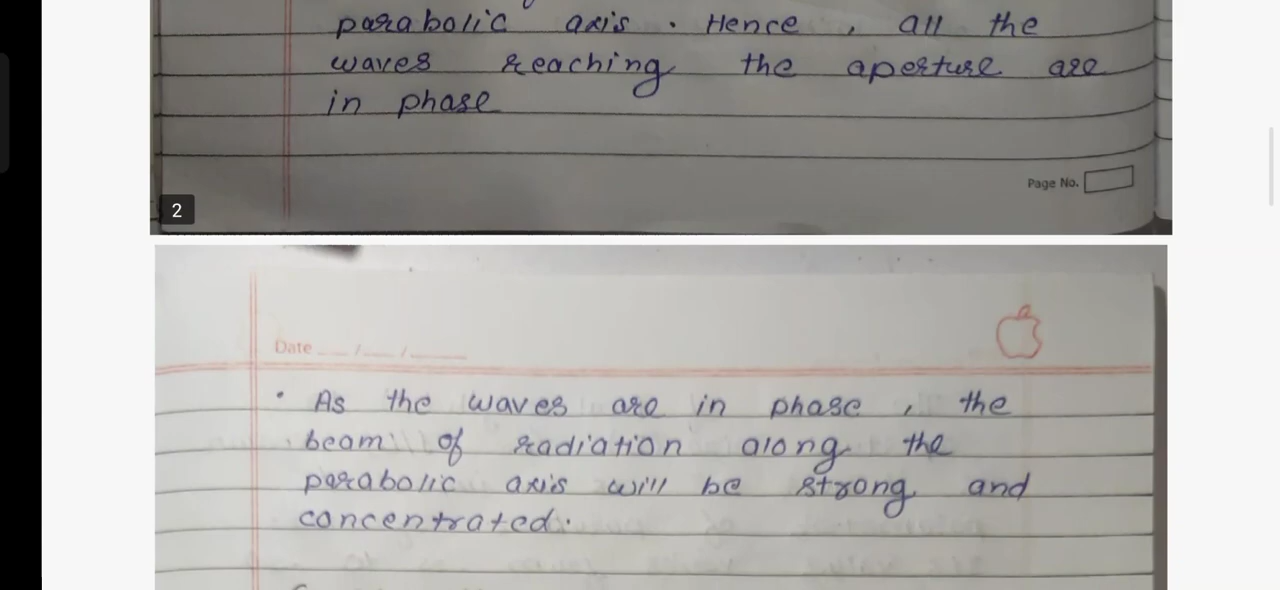 parabolic axis. Hence, all the
waves reaching the aperture are
in phase
Page No.
2
Date
• As the waves are in phase, the
beam of radiation along the
parabolic axis will be strong and
concentrated.